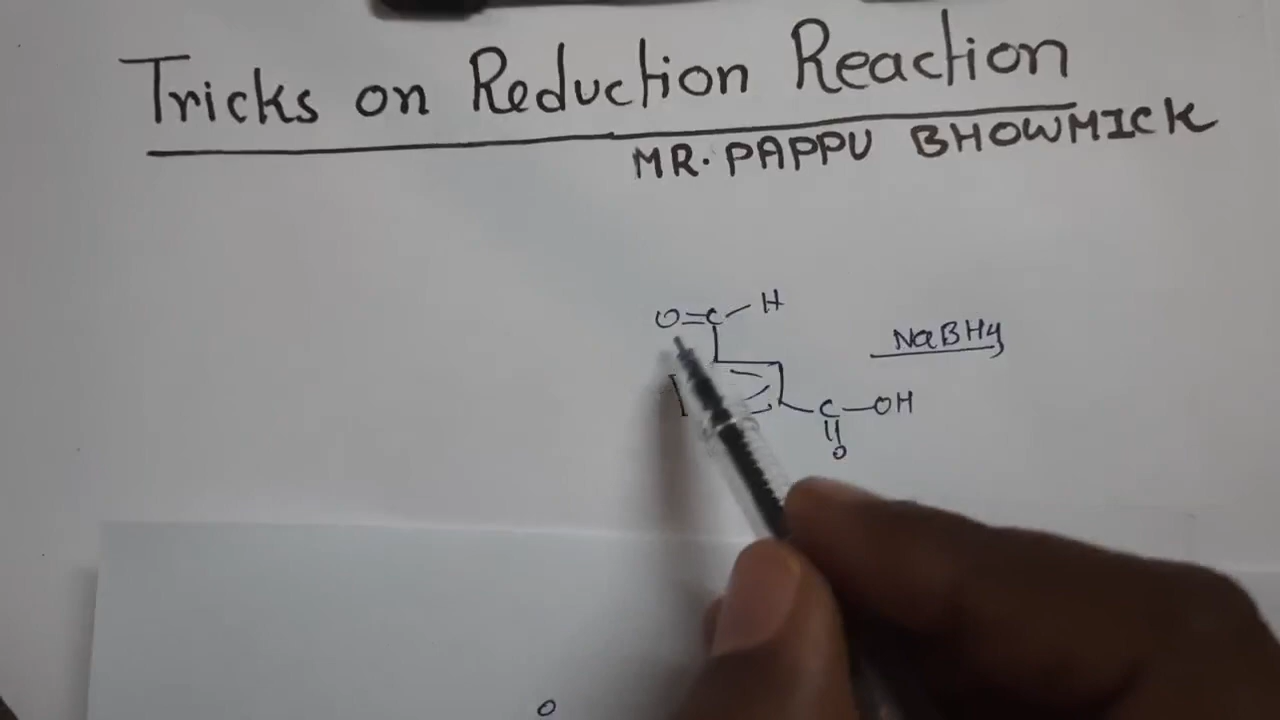 Tricks on Reduction Reaction
MR. PAPPU BHOWMICK
O=C-H
NaBH4
C-OH
O
O